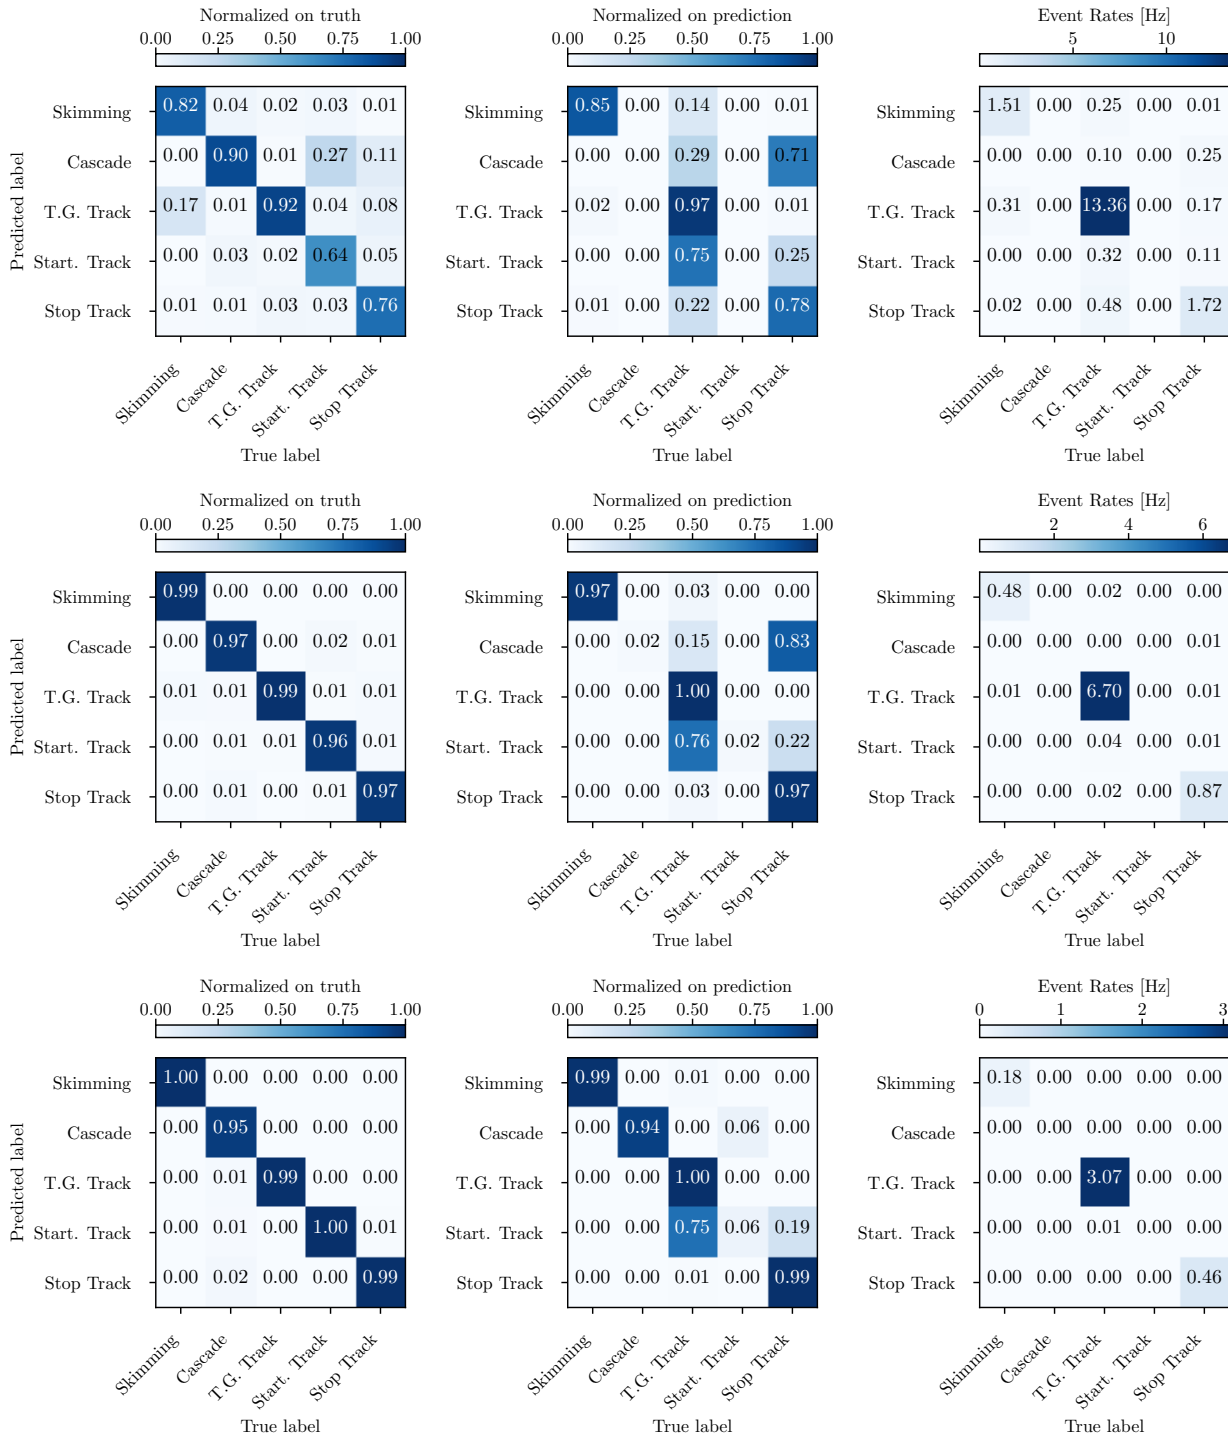 Normalized on truth Normalized on prediction Event Rates [Hz]
0.00 0.25 0.50 0.75 1.00 0.00 0.25 0.50 0.75 1.00 5 10
Skimming 0.82 0.04 0.02 0.03 0.01 Skimming 0.85 0.00 0.14 0.00 0.01 Skimming 1.51 0.00 0.25 0.00 0.01
Cascade 0.00 0.90 0.01 0.27 0.11 Cascade 0.00 0.00 0.29 0.00 0.71 Cascade 0.00 0.00 0.10 0.00 0.25
Predicted label
T.G. Track 0.17 0.01 0.92 0.04 0.08 T.G. Track 0.02 0.00 0.97 0.00 0.01 T.G. Track 0.31 0.00 13.36 0.00 0.17
Start. Track 0.00 0.03 0.02 0.64 0.05 Start. Track 0.00 0.00 0.75 0.00 0.25 Start. Track 0.00 0.00 0.32 0.00 0.11
Stop Track 0.01 0.01 0.03 0.03 0.76 Stop Track 0.01 0.00 0.22 0.00 0.78 Stop Track 0.02 0.00 0.48 0.00 1.72
Skimming Cascade T.G. Track Start. Track Stop Track Skimming Cascade T.G. Track Start. Track Stop Track Skimming Cascade T.G. Track Start. Track Stop Track
True label True label True label
Normalized on truth Normalized on prediction Event Rates [Hz]
0.00 0.25 0.50 0.75 1.00 0.00 0.25 0.50 0.75 1.00 2 4 6
Skimming 0.99 0.00 0.00 0.00 0.00 Skimming 0.97 0.00 0.03 0.00 0.00 Skimming 0.48 0.00 0.02 0.00 0.00
Cascade 0.00 0.97 0.00 0.02 0.01 Cascade 0.00 0.02 0.15 0.00 0.83 Cascade 0.00 0.00 0.00 0.00 0.01
Predicted label
T.G. Track 0.01 0.01 0.99 0.01 0.01 T.G. Track 0.00 0.00 1.00 0.00 0.00 T.G. Track 0.01 0.00 6.70 0.00 0.01
Start. Track 0.00 0.01 0.01 0.96 0.01 Start. Track 0.00 0.00 0.76 0.02 0.22 Start. Track 0.00 0.00 0.04 0.00 0.01
Stop Track 0.00 0.01 0.00 0.01 0.97 Stop Track 0.00 0.00 0.03 0.00 0.97 Stop Track 0.00 0.00 0.02 0.00 0.87
Skimming Cascade T.G. Track Start. Track Stop Track Skimming Cascade T.G. Track Start. Track Stop Track Skimming Cascade T.G. Track Start. Track Stop Track
True label True label True label
Normalized on truth Normalized on prediction Event Rates [Hz]
0.00 0.25 0.50 0.75 1.00 0.00 0.25 0.50 0.75 1.00 0 1 2 3
Skimming 1.00 0.00 0.00 0.00 0.00 Skimming 0.99 0.00 0.01 0.00 0.00 Skimming 0.18 0.00 0.00 0.00 0.00
Cascade 0.00 0.95 0.00 0.00 0.00 Cascade 0.00 0.94 0.00 0.06 0.00 Cascade 0.00 0.00 0.00 0.00 0.00
Predicted label
T.G. Track 0.00 0.01 0.99 0.00 0.00 T.G. Track 0.00 0.00 1.00 0.00 0.00 T.G. Track 0.00 0.00 3.07 0.00 0.00
Start. Track 0.00 0.01 0.00 1.00 0.01 Start. Track 0.00 0.00 0.75 0.06 0.19 Start. Track 0.00 0.00 0.01 0.00 0.00
Stop Track 0.00 0.02 0.00 0.00 0.99 Stop Track 0.00 0.00 0.01 0.00 0.99 Stop Track 0.00 0.00 0.00 0.00 0.46
Skimming Cascade T.G. Track Start. Track Stop Track Skimming Cascade T.G. Track Start. Track Stop Track Skimming Cascade T.G. Track Start. Track Stop Track
True label True label True label